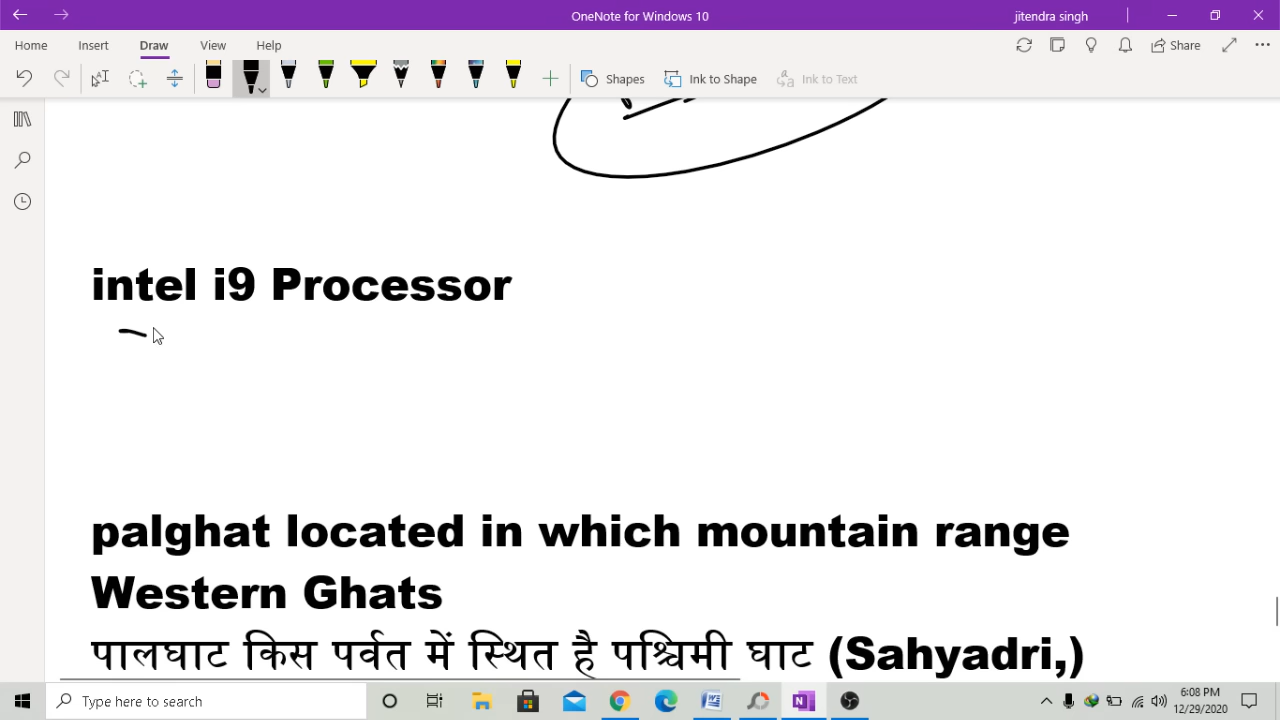 OneNote for Windows 10
jitendra singh
Home Insert Draw View Help
Share
Shapes Ink to Shape Ink to Text
intel i9 Processor
palghat located in which mountain range
Western Ghats
पालघाट किस पर्वत में स्थित है पश्चिमी घाट (Sahyadri,)
Type here to search
6:08 PM
12/29/2020